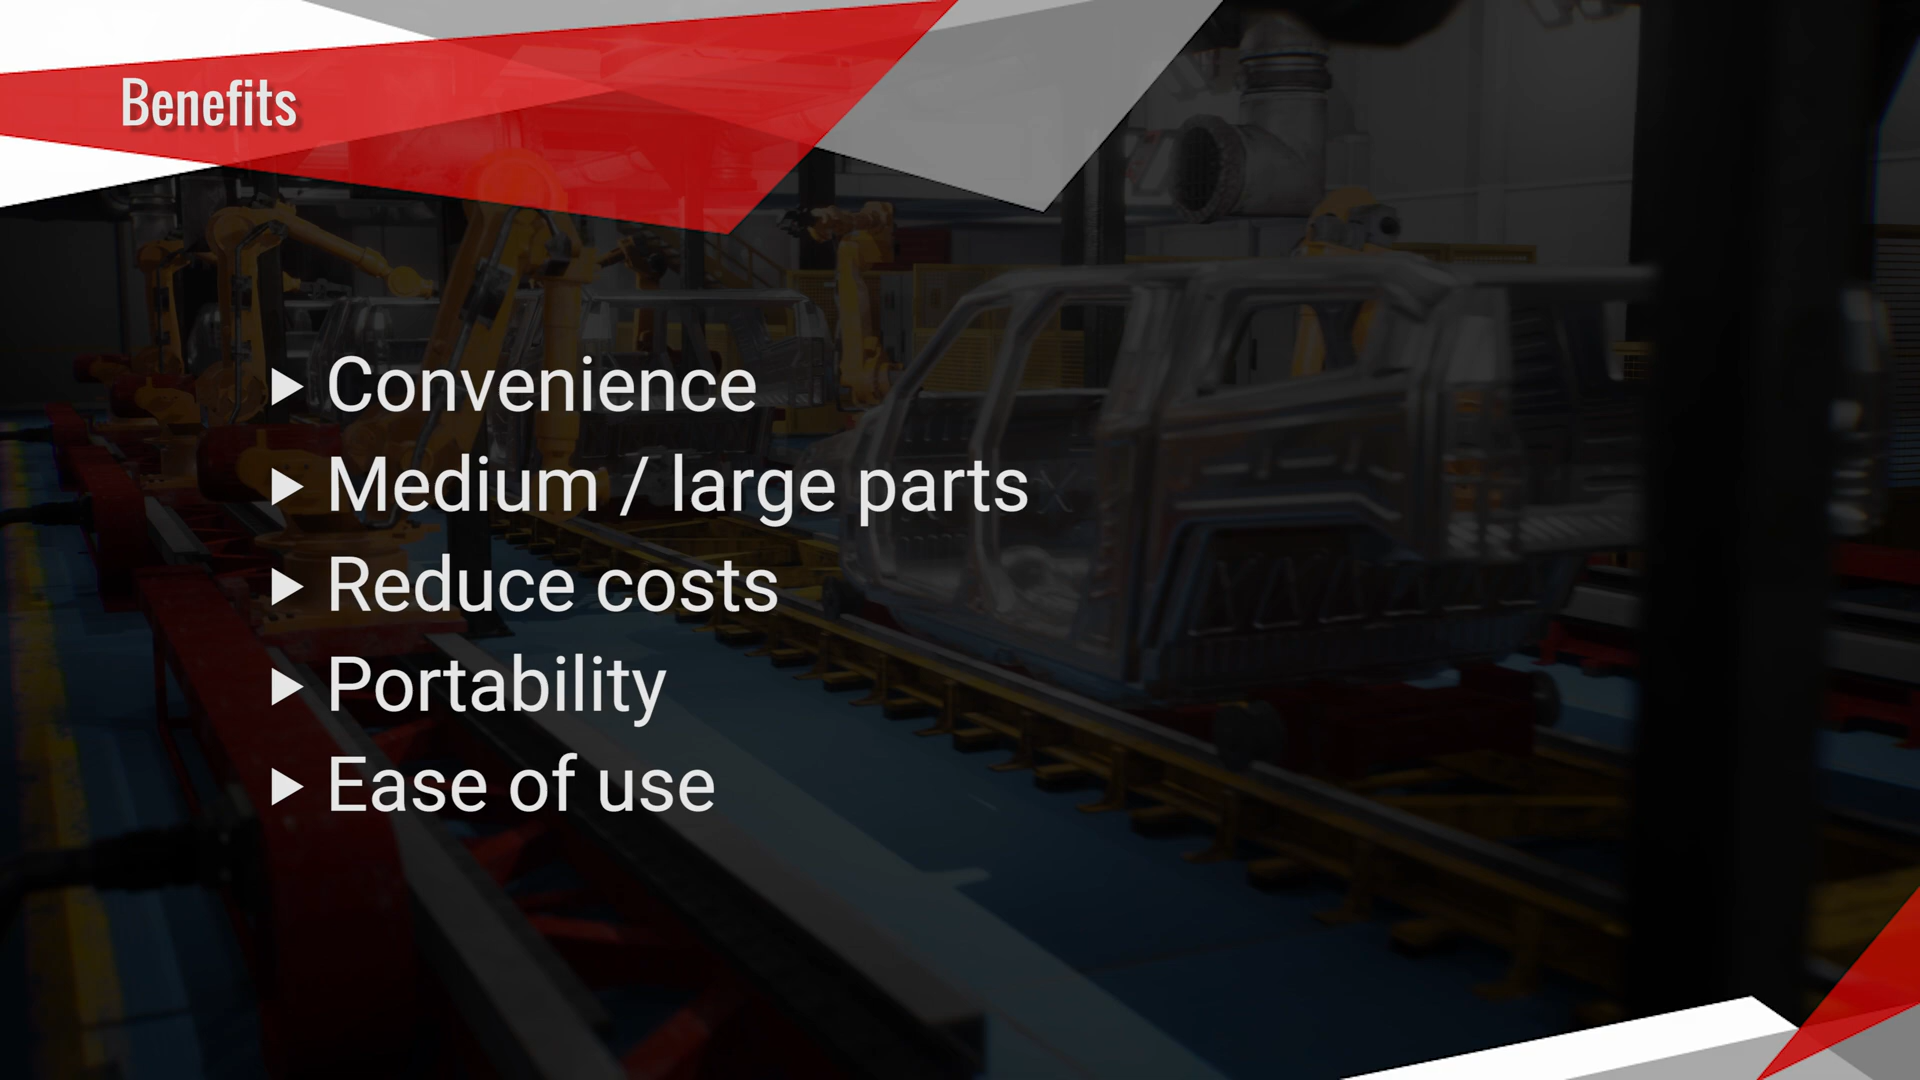 Benefits
Convenience
Medium / large parts
Reduce costs
Portability
Ease of use